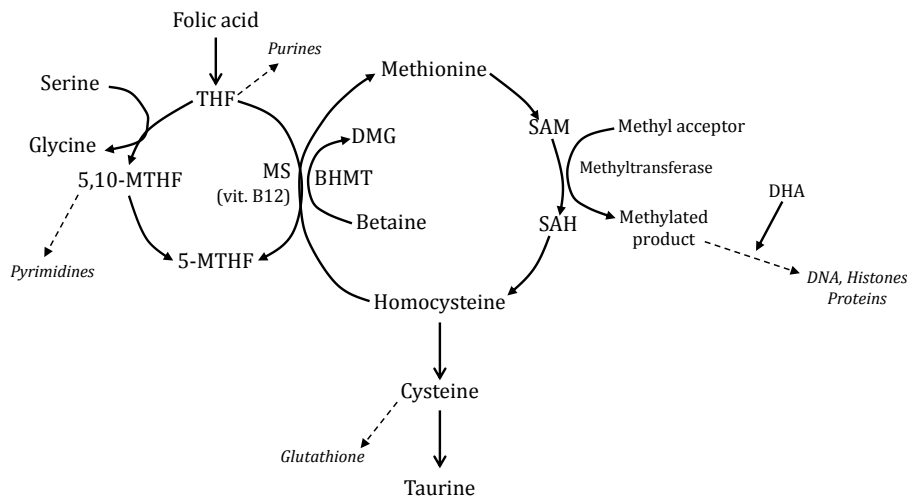 Folic acid
Purines
Methionine
Serine
THF
SAM
Methyl acceptor
DMG
Glycine
MS
BHMT
Methyltransferase
5,10-MTHF
(vit. B12)
DHA
Betaine
SAH
Methylated
product
5-MTHF
Pyrimidines
DNA, Histones
Proteins
Homocysteine
Cysteine
Glutathione
Taurine